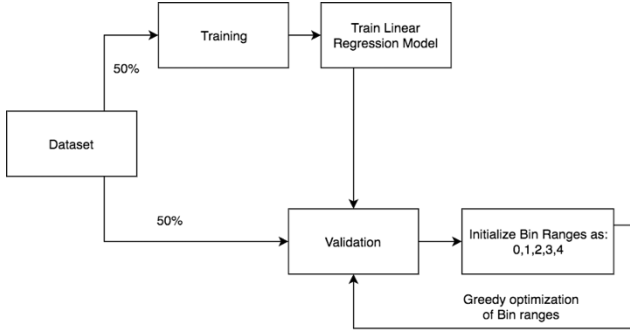 Training
Train Linear
Regression Model
50%
Dataset
50%
Validation
Initialize Bin Ranges as:
0,1,2,3,4
Greedy optimization
of Bin ranges